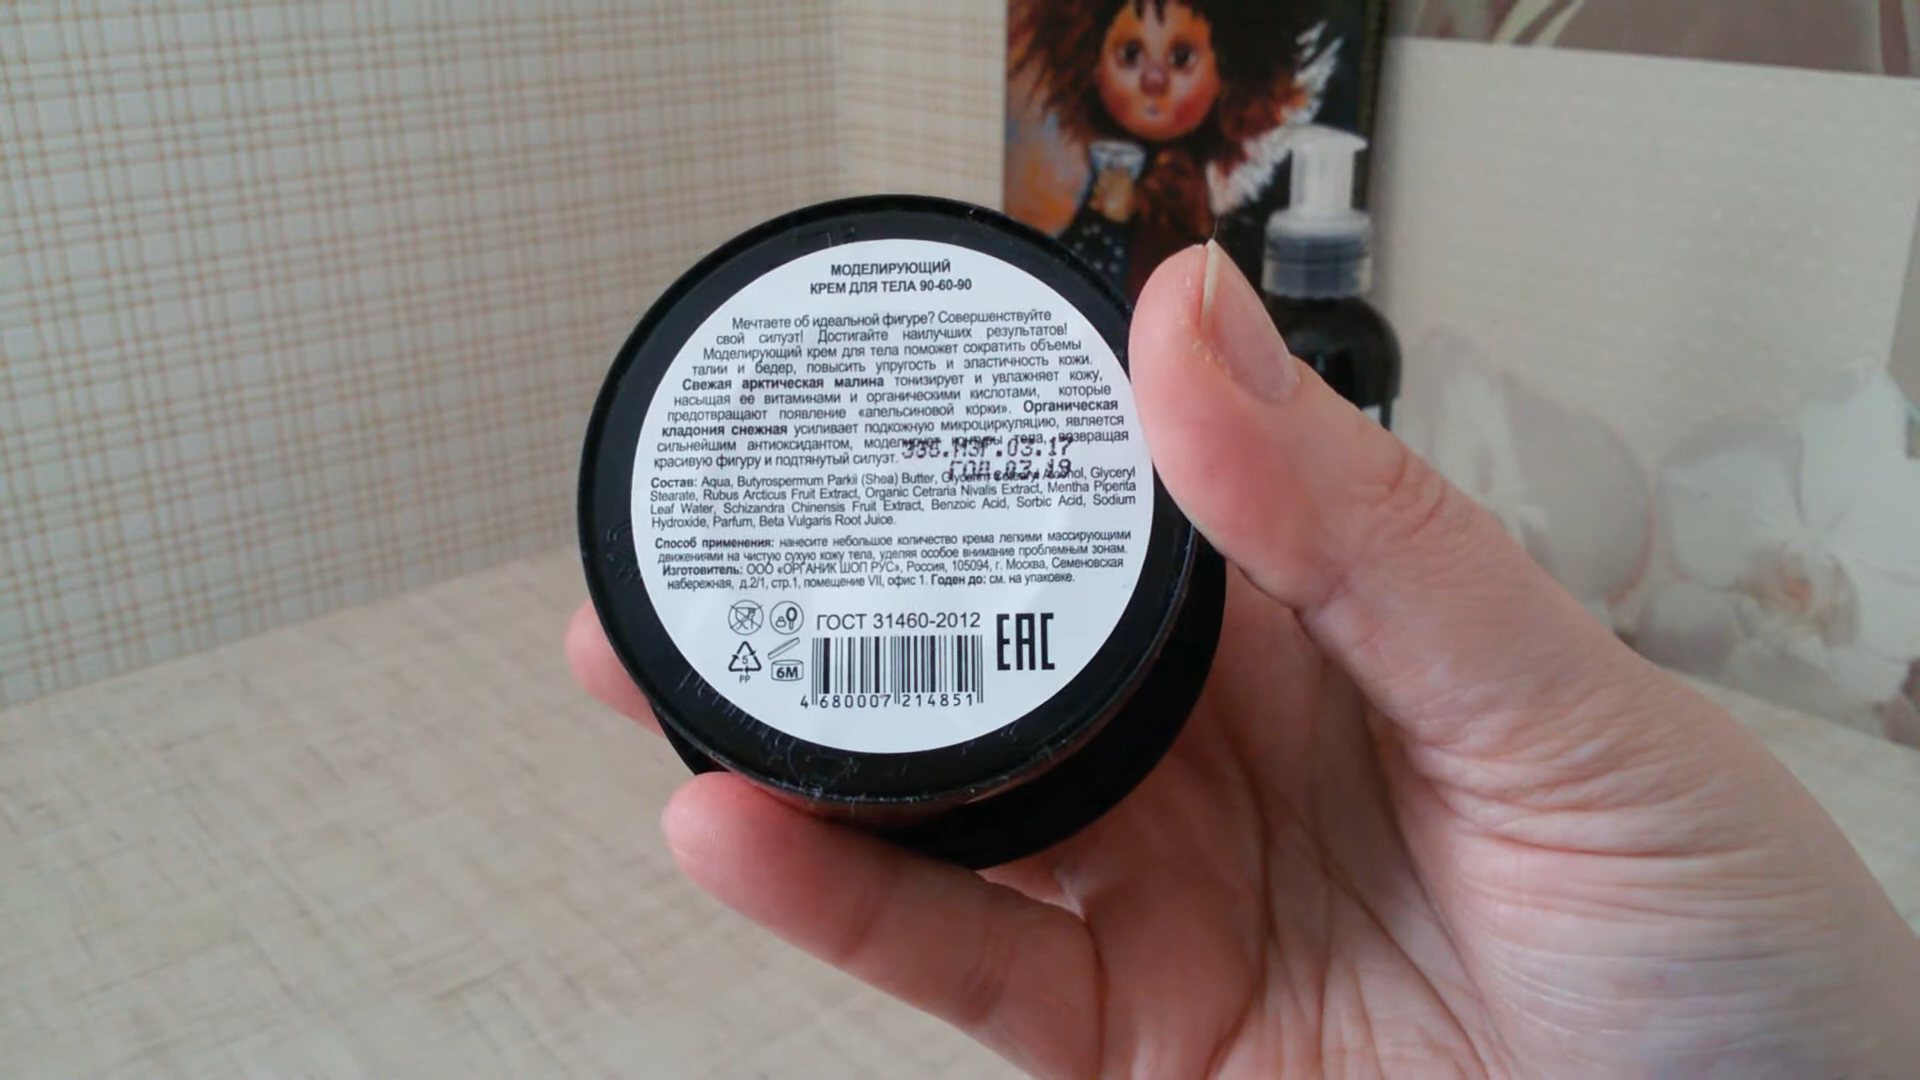 МОДЕЛИРУЮЩИЙ
КРЕМ ДЛЯ ТЕЛА 90-60-90
Мечтаете об идеальной фигуре? Совершенствуйте
свой силуэт! Достигайте наилучших результатов!
Моделирующий крем для тела поможет сократить объемы
талии и бедер, повысить упругость и эластичность кожи.
Свежая арктическая малина тонизирует и увлажняет кожу,
насыщая ее витаминами и органическими кислотами, которые
предотвращают появление «апельсиновой корки». Органическая
кладония снежная усиливает подкожную микроциркуляцию, является
сильнейшим антиоксидантом, моделирует контуры тела, возвращая
красивую фигуру и подтянутый силуэт.
.03.17
ГОД.03.19
Состав: Aqua, Butyrospermum Parkii (Shea) Butter, Glycerin, Cetearyl Alcohol, Glyceryl
Stearate, Rubus Arcticus Fruit Extract, Organic Cetraria Nivalis Extract, Mentha Piperita
Leaf Water, Schizandra Chinensis Fruit Extract, Benzoic Acid, Sorbic Acid, Sodium
Hydroxide, Parfum, Beta Vulgaris Root Juice.
Способ применения: нанесите небольшое количество крема легкими массирующими
движениями на чистую сухую кожу тела, уделяя особое внимание проблемным зонам.
Изготовитель: ООО «ОРГАНИК ШОП РУС», Россия, 105094, г. Москва, Семеновская
набережная, д.2/1, стр.1, помещение VII, офис 1. Годен до: см. на упаковке.
ГОСТ 31460-2012
EAC
5
PP
6M
4 680007 214851